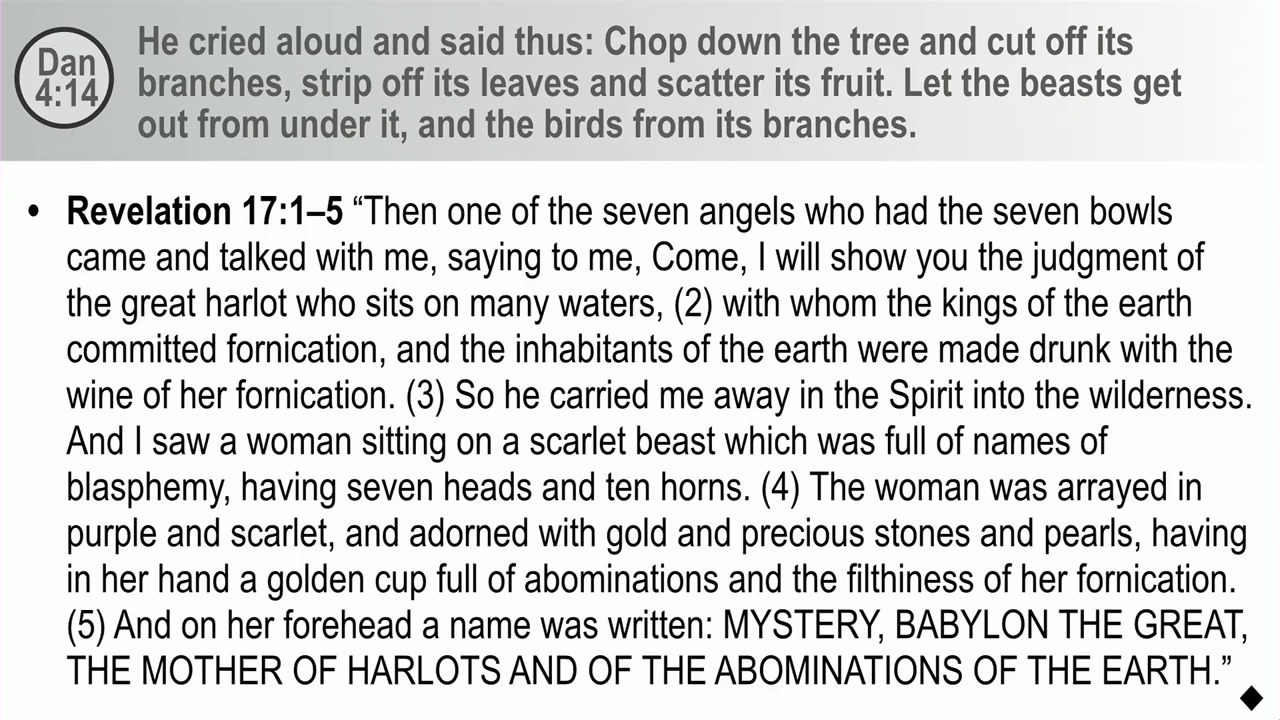 Dan
4:14
He cried aloud and said thus: Chop down the tree and cut off its
branches, strip off its leaves and scatter its fruit. Let the beasts get
out from under it, and the birds from its branches.
• Revelation 17:1–5 “Then one of the seven angels who had the seven bowls
came and talked with me, saying to me, Come, I will show you the judgment of
the great harlot who sits on many waters, (2) with whom the kings of the earth
committed fornication, and the inhabitants of the earth were made drunk with the
wine of her fornication. (3) So he carried me away in the Spirit into the wilderness.
And I saw a woman sitting on a scarlet beast which was full of names of
blasphemy, having seven heads and ten horns. (4) The woman was arrayed in
purple and scarlet, and adorned with gold and precious stones and pearls, having
in her hand a golden cup full of abominations and the filthiness of her fornication.
(5) And on her forehead a name was written: MYSTERY, BABYLON THE GREAT,
THE MOTHER OF HARLOTS AND OF THE ABOMINATIONS OF THE EARTH.”